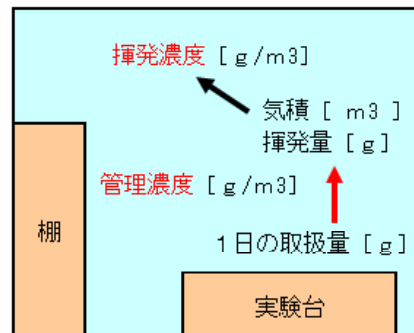 揮発濃度 [ g/m3]
気積 [ m3 ]
揮発量 [ g]
管理濃度 [ g/m3]
棚
1日の取扱量 [ g]
実験台